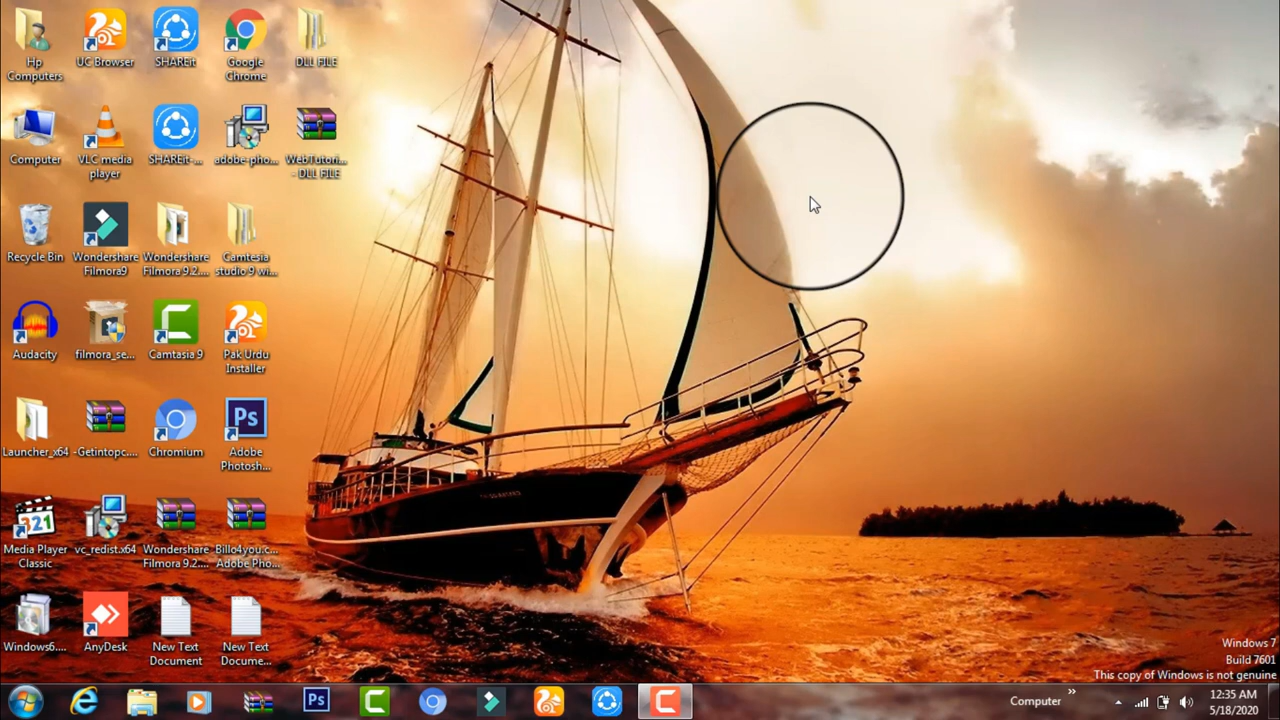 Hp
Computers
UC Browser
SHAREit
Google
Chrome
DLL FILE
Computer
VLC media
player
SHAREit-...
adobe-pho...
WebTutori...
- DLL FILE
Recycle Bin
Wondershare
Filmora9
Wondershare
Filmora 9.2....
Camtesia
studio 9 wi...
Audacity
filmora_se...
Camtasia 9
Pak Urdu
Installer
Launcher_x64
-Getintopc....
Chromium
Ps
Adobe
Photosh...
321
Media Player
Classic
vc_redist.x64
Wondershare
Filmora 9.2....
Billo4you.c...
Adobe Pho...
Windows6....
AnyDesk
New Text
Document
New Text
Docume...
Windows 7
Build 7601
This copy of Windows is not genuine
Ps
Computer
»
12:35 AM
5/18/2020